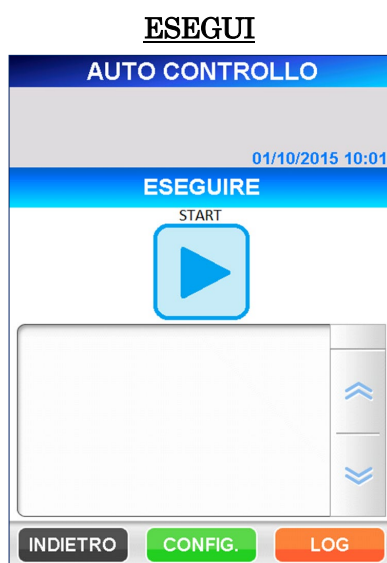 ESEGUI
AUTO CONTROLLO
01/10/2015 10:01
ESEGUIRE
START
INDIETRO CONFIG. LOG